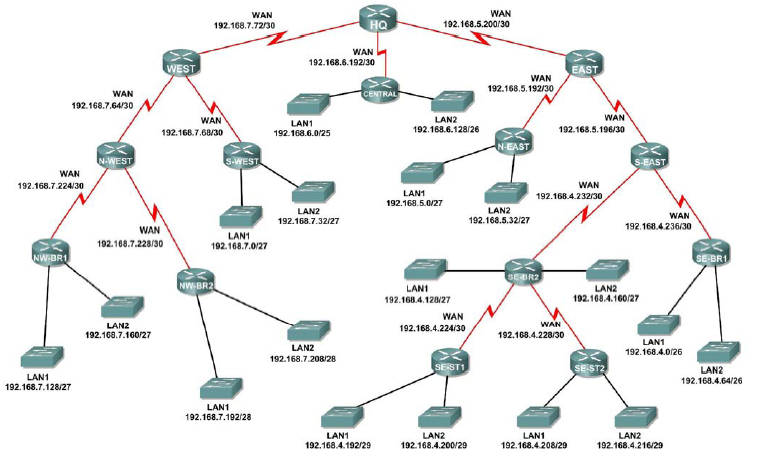 WAN
192.168.7.72/30
HQ
WAN
192.168.5.200/30
WAN
192.168.6.192/30
WEST
EAST
CENTRAL
LAN1
192.168.6.0/25
LAN2
192.168.6.128/26
WAN
192.168.7.64/30
WAN
192.168.7.68/30
WAN
192.168.5.192/30
WAN
192.168.5.196/30
N-WEST
S-WEST
N-EAST
S-EAST
WAN
192.168.7.224/30
WAN
192.168.7.228/30
LAN1
192.168.7.0/27
LAN2
192.168.7.32/27
LAN1
192.168.5.0/27
LAN2
192.168.5.32/27
WAN
192.168.4.232/30
WAN
192.168.4.236/30
NW-BR1
NW-BR2
SE-BR2
SE-BR1
LAN1
192.168.4.128/27
LAN2
192.168.4.160/27
LAN2
192.168.7.160/27
LAN1
192.168.7.128/27
LAN2
192.168.7.208/28
LAN1
192.168.7.192/28
WAN
192.168.4.224/30
WAN
192.168.4.228/30
LAN1
192.168.4.0/26
LAN2
192.168.4.64/26
SE-ST1
SE-ST2
LAN1
192.168.4.192/29
LAN2
192.168.4.200/29
LAN1
192.168.4.208/29
LAN2
192.168.4.216/29